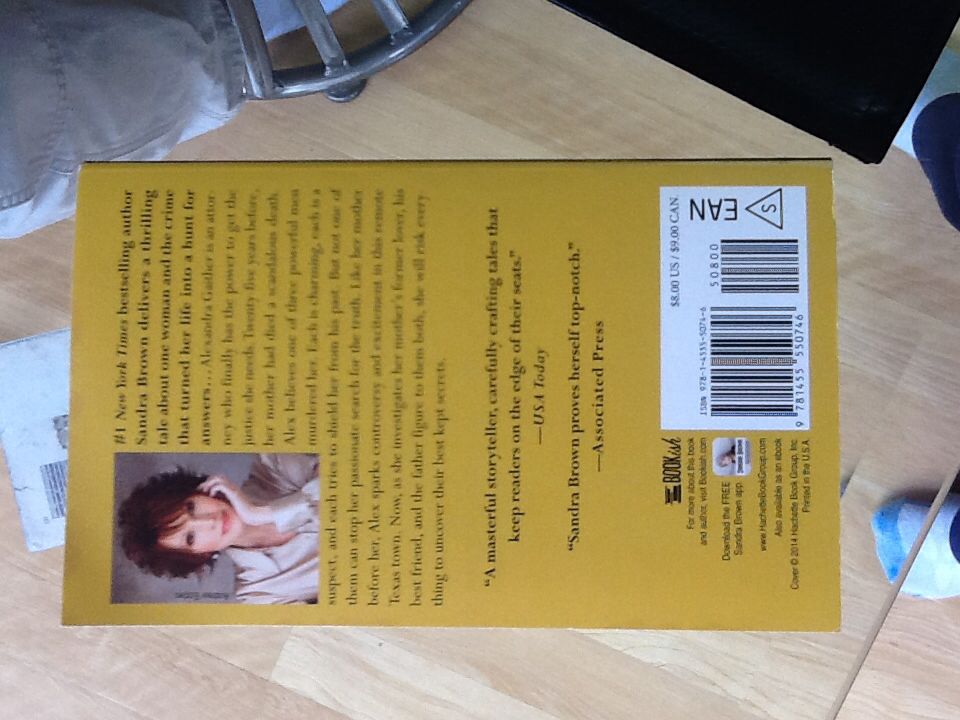 #1 New York Times bestselling author
Sandra Brown delivers a thrilling
tale about one woman and the crime
that turned her life into a hunt for
answers... Alexandra Gaither is an attor-
ney who finally has the power to get the
justice she needs. Twenty-five years before,
her mother had died a scandalous death.
Alex believes one of three powerful men
murdered her. Each is charming, each is a
suspect, and each tries to shield her from his past. But not one of
them can stop her passionate search for the truth. Like her mother
before her, Alex sparks controversy and excitement in this remote
Texas town. Now, as she investigates her mother's former lover, his
best friend, and the father figure to them both, she will risk every-
thing to uncover their best kept secrets.
“A masterful storyteller, carefully crafting tales that
keep readers on the edge of their seats.”
—USA Today
“Sandra Brown proves herself top-notch.”
—Associated Press
BOOKish
For more about this book
and author, visit Bookish.com
Download the FREE
Sandra Brown app.
www.HachetteBookGroup.com
Also available as an ebook
Cover © 2014 Hachette Book Group, Inc.
Printed in the U.S.A.
$8.00 US / $9.00 CAN.
ISBN 978-1-4555-5074-6
50800
9 781455 550746
EAN
S